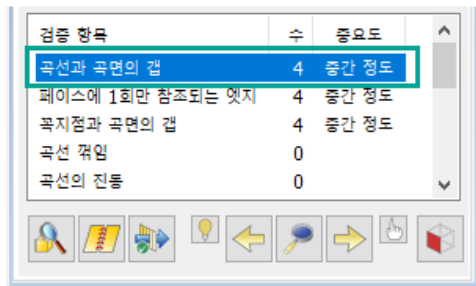 검증 항목 수 중요도
곡선과 곡면의 갭 4 중간 정도
페이스에 1회만 참조되는 엣지 4 중간 정도
꼭지점과 곡면의 갭 4 중간 정도
곡선 꺾임 0
곡선의 진동 0